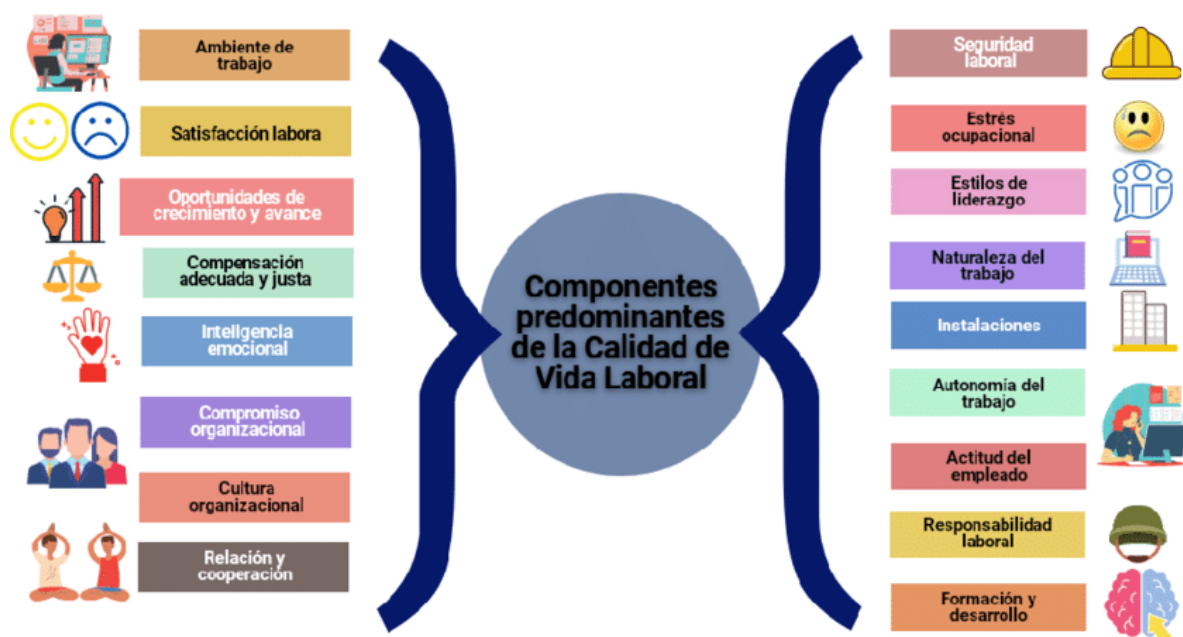 Ambiente de
trabajo
Satisfacción labora
Oportunidades de
crecimiento y avance
Compensación
adecuada y justa
Inteligencia
emocional
Compromiso
organizacional
Cultura
organizacional
Relación y
cooperación
Componentes
predominantes
de la Calidad de
Vida Laboral
Seguridad
laboral
Estrés
ocupacional
Estilos de
liderazgo
Naturaleza del
trabajo
Instalaciones
Autonomía del
trabajo
Actitud del
empleado
Responsabilidad
laboral
Formación y
desarrollo